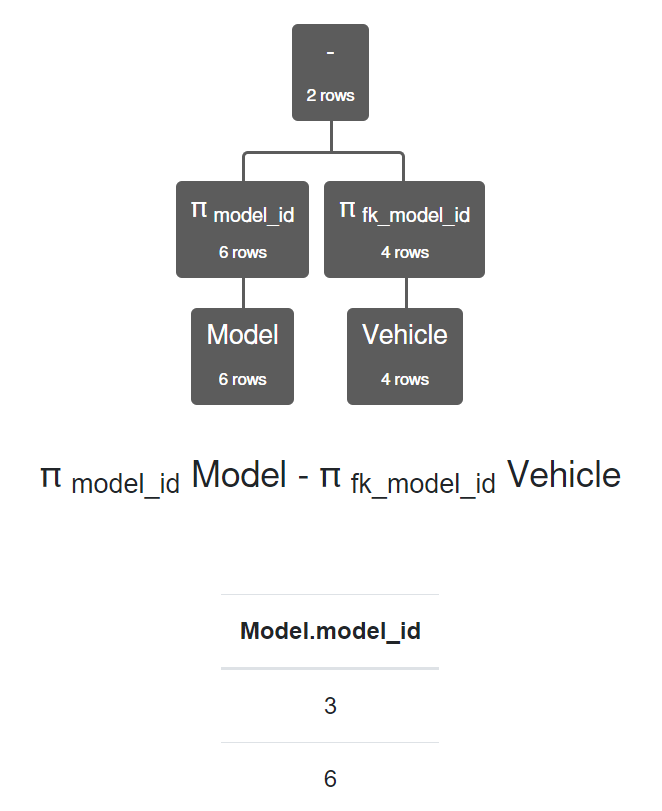 -
2 rows
π model_id
π fk_model_id
6 rows
4 rows
Model
Vehicle
6 rows
4 rows
π model_id Model - π fk_model_id Vehicle
Model.model_id
3
6